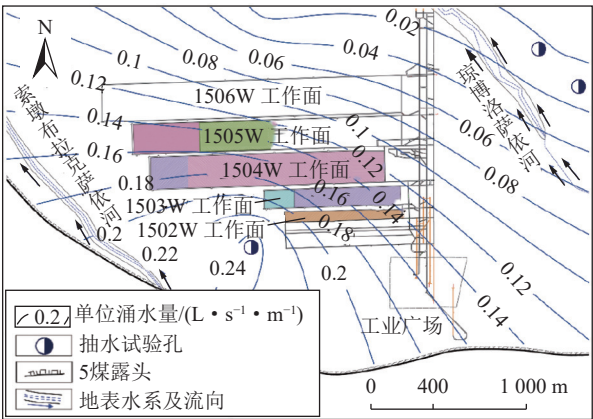 N
0.02
0.04
0.06
0.08
0.1
0.12
0.14
0.16
0.18
0.2
0.22
0.24
0.06
0.08
0.1
0.12
0.14
0.16
0.18
0.2
0.12
0.14
索墩布拉克萨依河
琼博洛萨依河
1506W 工作面
1505W 工作面
1504W 工作面
1503W 工作面
1502W 工作面
工业广场
0.2 单位涌水量/(L·s⁻¹·m⁻¹)
抽水试验孔
5煤露头
地表水系及流向
0 400 1 000 m